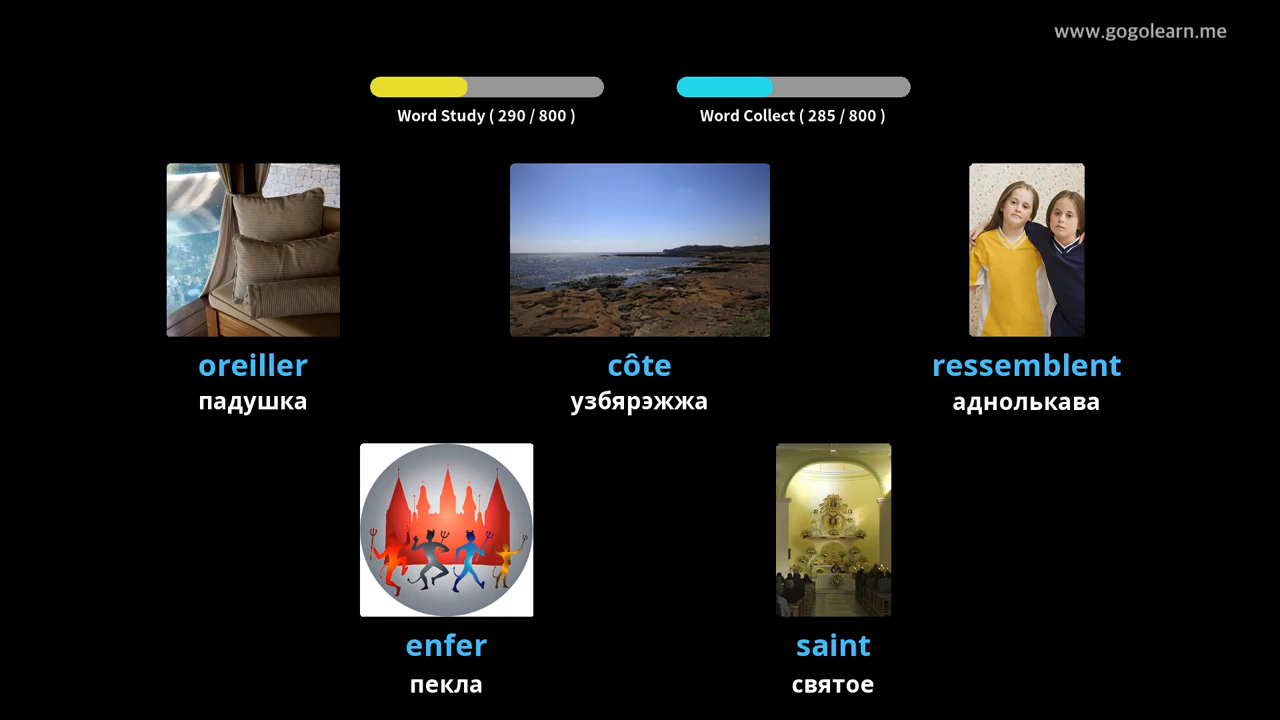 www.gogolearn.me
Word Study ( 290 / 800 )
Word Collect ( 285 / 800 )
oreiller
падушка
côte
узбярэжжа
ressemblent
аднолькава
enfer
пекла
saint
святое